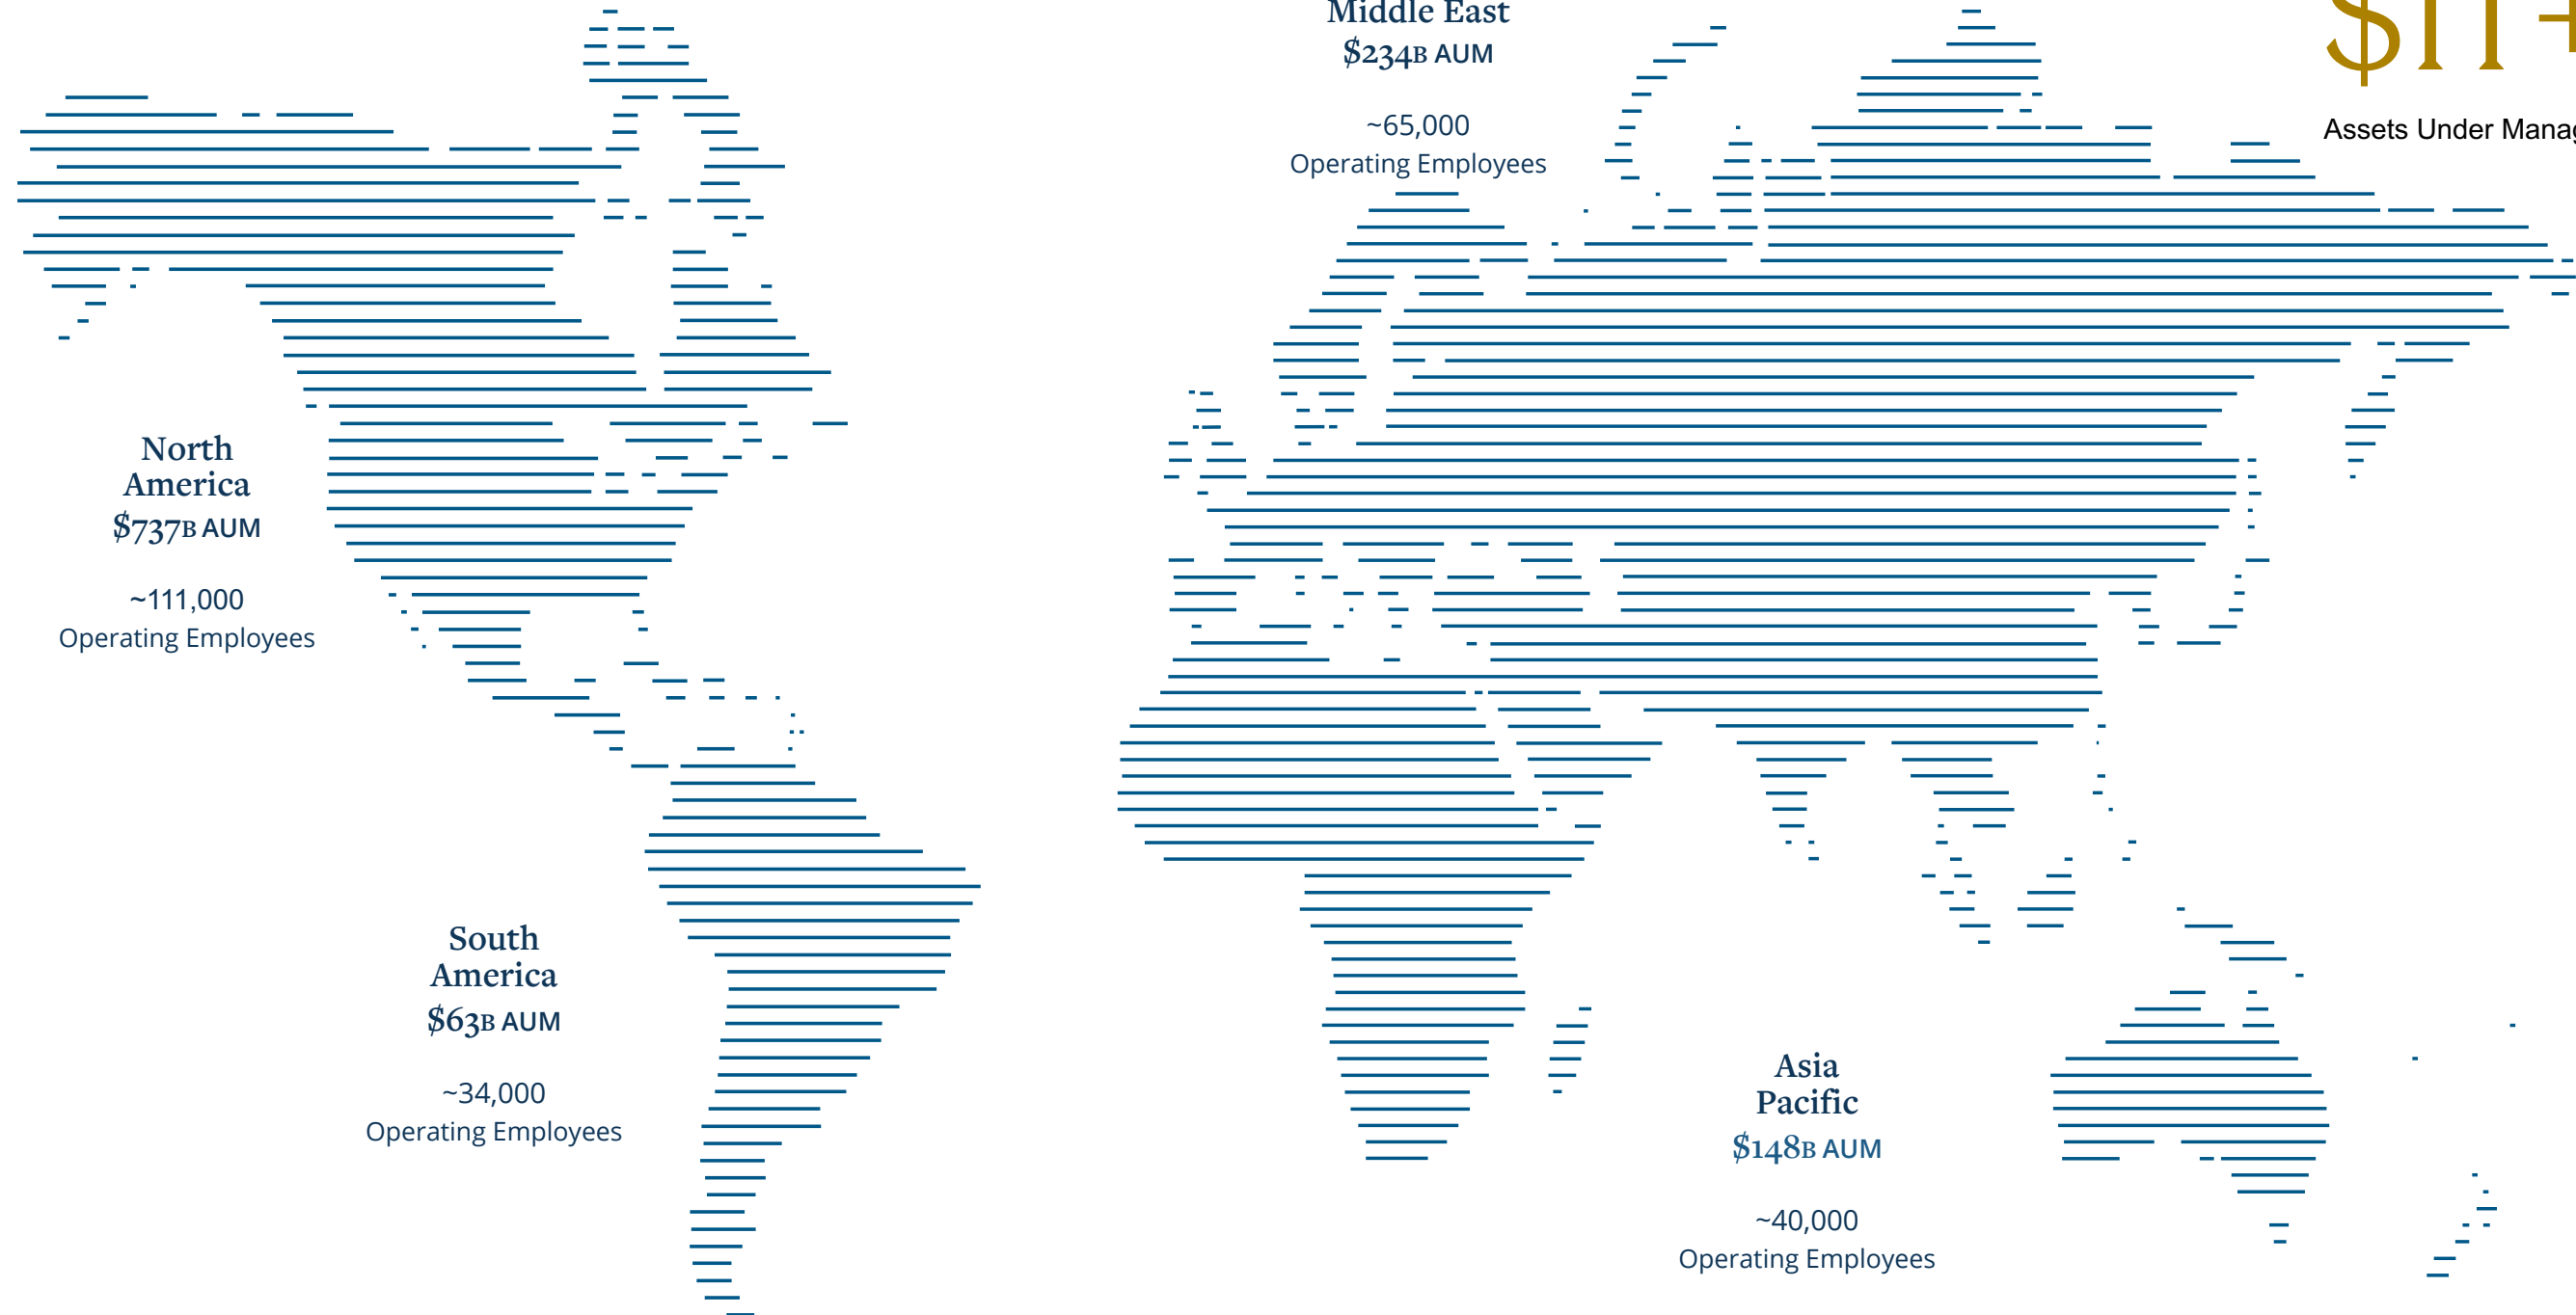 Middle East
$234B AUM
~65,000
Operating Employees
Assets Under
North
America
$737B AUM
~111,000
Operating Employees
South
America
$63B AUM
~34,000
Operating Employees
Asia
Pacific
$148B AUM
~40,000
Operating Employees